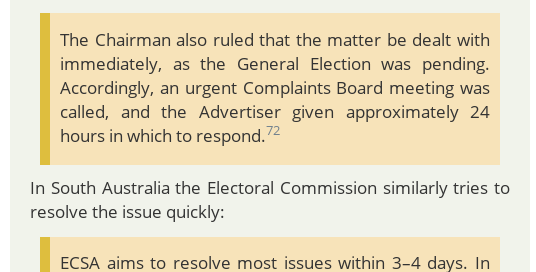 The Chairman also ruled that the matter be dealt with
immediately, as the General Election was pending.
Accordingly, an urgent Complaints Board meeting was
called, and the Advertiser given approximately 24
hours in which to respond.72
In South Australia the Electoral Commission similarly tries to
resolve the issue quickly:
ECSA aims to resolve most issues within 3–4 days. In